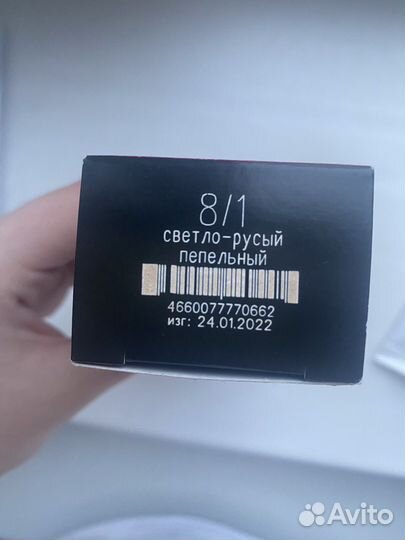 8/1
светло-русый
пепельный
4660077770662
изг: 24.01.2022
Avito